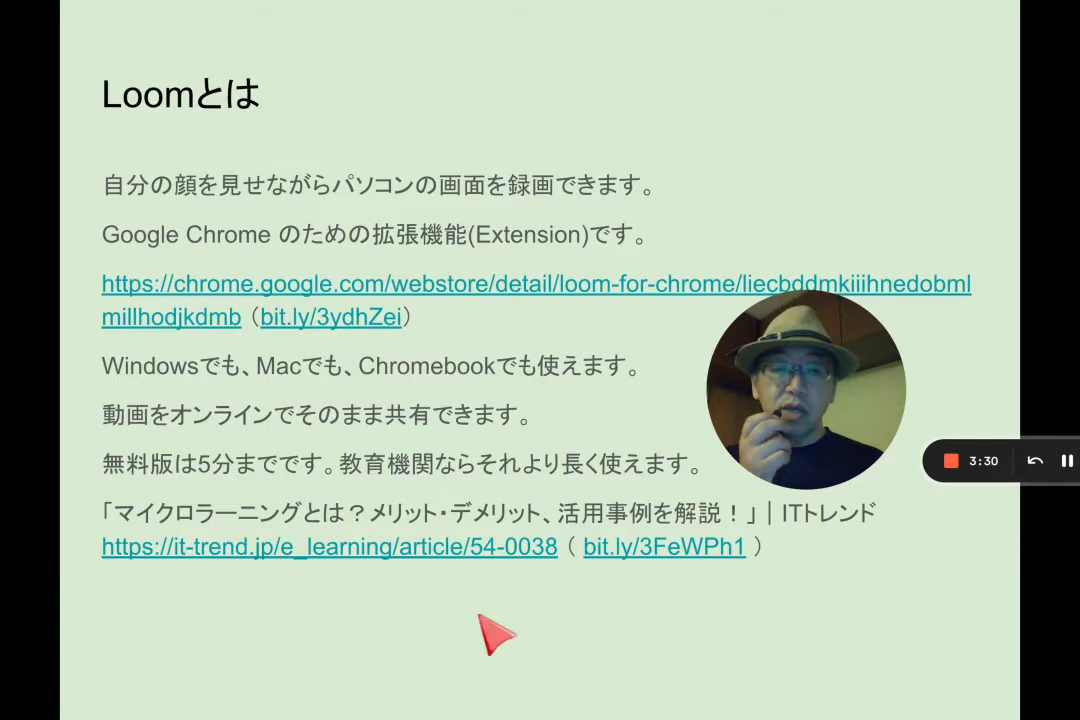 Loomとは
自分の顔を見せながらパソコンの画面を録画できます。
Google Chrome のための拡張機能(Extension)です。
https://chrome.google.com/webstore/detail/loom-for-chrome/liecbddmkiiihnedobml
millhodjkdmb（bit.ly/3ydhZei）
Windowsでも、Macでも、Chromebookでも使えます。
動画をオンラインでそのまま共有できます。
無料版は5分までです。教育機関ならそれより長く使えます。
3:30
「マイクロラーニングとは？メリット・デメリット、活用事例を解説！」｜ITトレンド
https://it-trend.jp/e_learning/article/54-0038（ bit.ly/3FeWPh1 ）